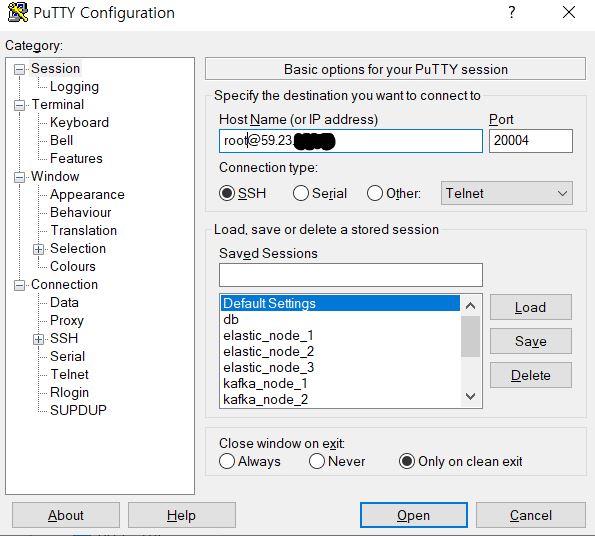 PuTTY Configuration
Category:
Session
Logging
Terminal
Keyboard
Bell
Features
Window
Appearance
Behaviour
Translation
Selection
Colours
Connection
Data
Proxy
SSH
Serial
Telnet
Rlogin
SUPDUP
Basic options for your PuTTY session
Specify the destination you want to connect to
Host Name (or IP address) Port
root@59.23. 20004
Connection type:
SSH Serial Other: Telnet
Load, save or delete a stored session
Saved Sessions
Default Settings
db
elastic_node_1
elastic_node_2
elastic_node_3
kafka_node_1
kafka_node_2
Load
Save
Delete
Close window on exit:
Always Never Only on clean exit
About Help Open Cancel